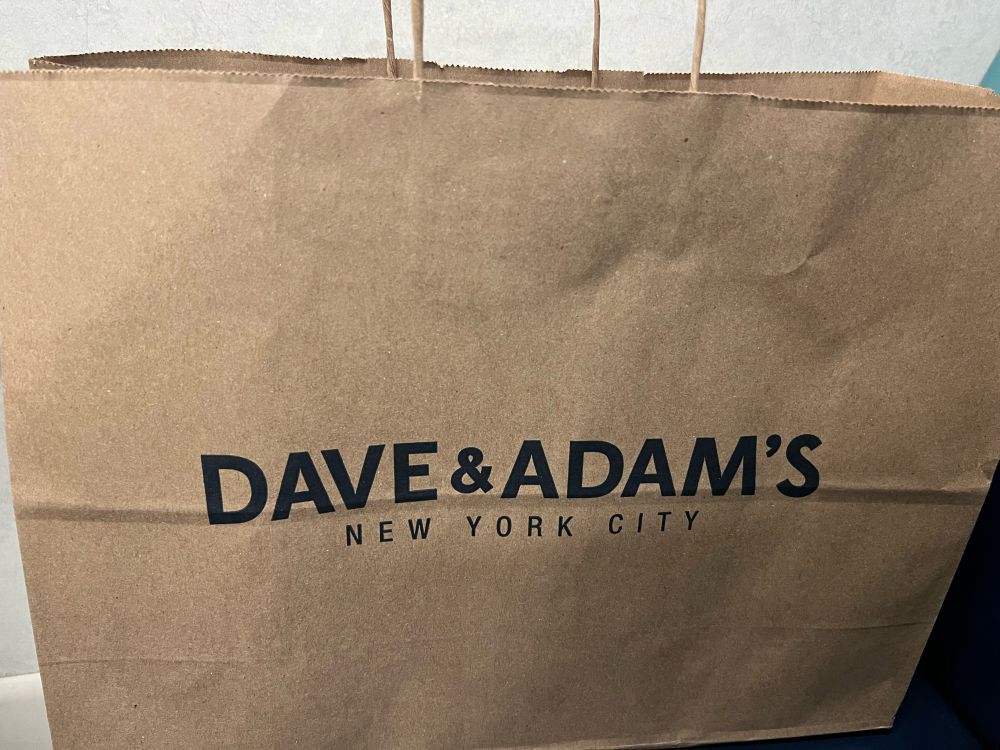 DAVE & ADAM'S
NEW YORK CITY